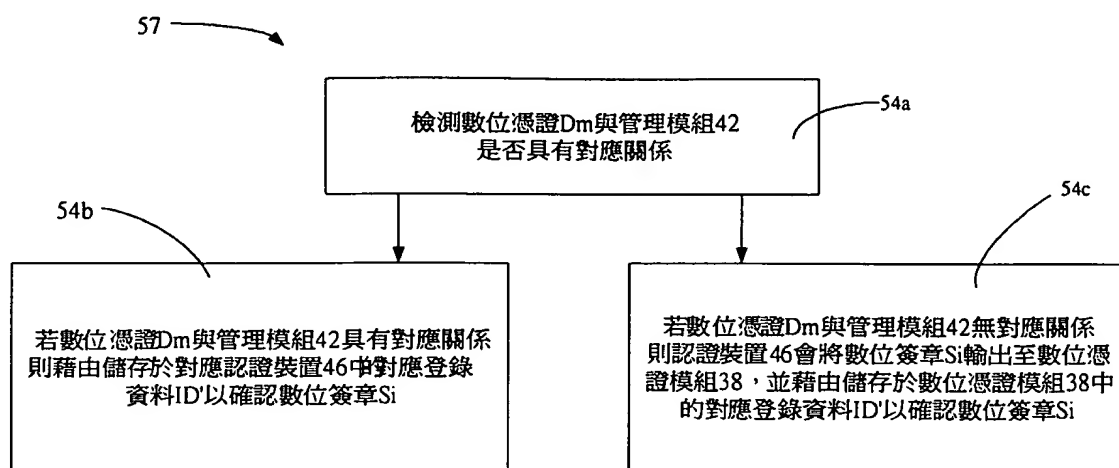 57
檢測數位憑證Dm與管理模組42
是否具有對應關係
54a
54b
54c
若數位憑證Dm與管理模組42具有對應關係
則藉由儲存於對應認證裝置46中的對應登錄
資料ID'以確認數位簽章Si
若數位憑證Dm與管理模組42無對應關係
則認證裝置46會將數位簽章Si輸出至數位憑
證模組38，並藉由儲存於數位憑證模組38中
的對應登錄資料ID'以確認數位簽章Si